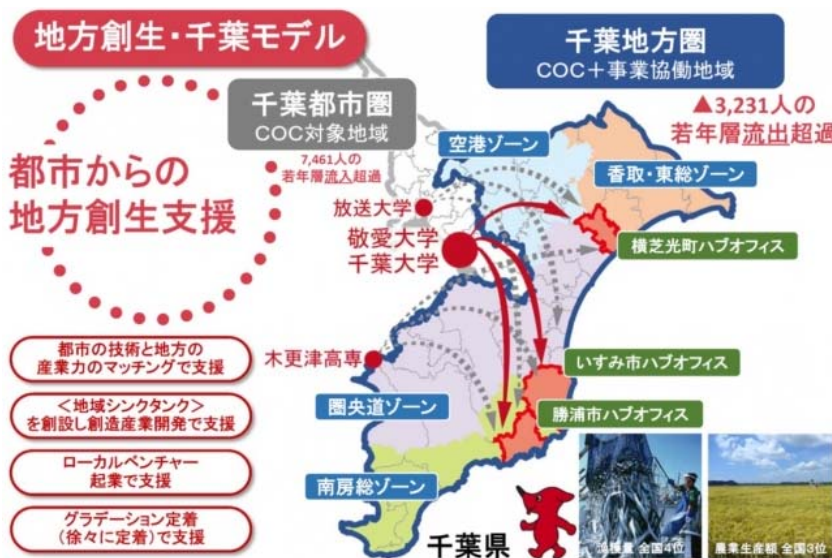 地方創生・千葉モデル
千葉地方圏
COC＋事業協働地域
千葉都市圏
COC対象地域
7,461人の
若年層流入超過
▲3,231人の
若年層流出超過
都市からの
地方創生支援
空港ゾーン
香取・東総ゾーン
放送大学
敬愛大学
千葉大学
横芝光町ハブオフィス
木更津高専
いすみ市ハブオフィス
圏央道ゾーン
勝浦市ハブオフィス
南房総ゾーン
都市の技術と地方の
産業力のマッチングで支援
＜地域シンクタンク＞
を創設し創造産業開発で支援
ローカルベンチャー
起業で支援
グラデーション定着
（徐々に定着）で支援
千葉県
漁獲量 全国4位
農業生産額 全国3位